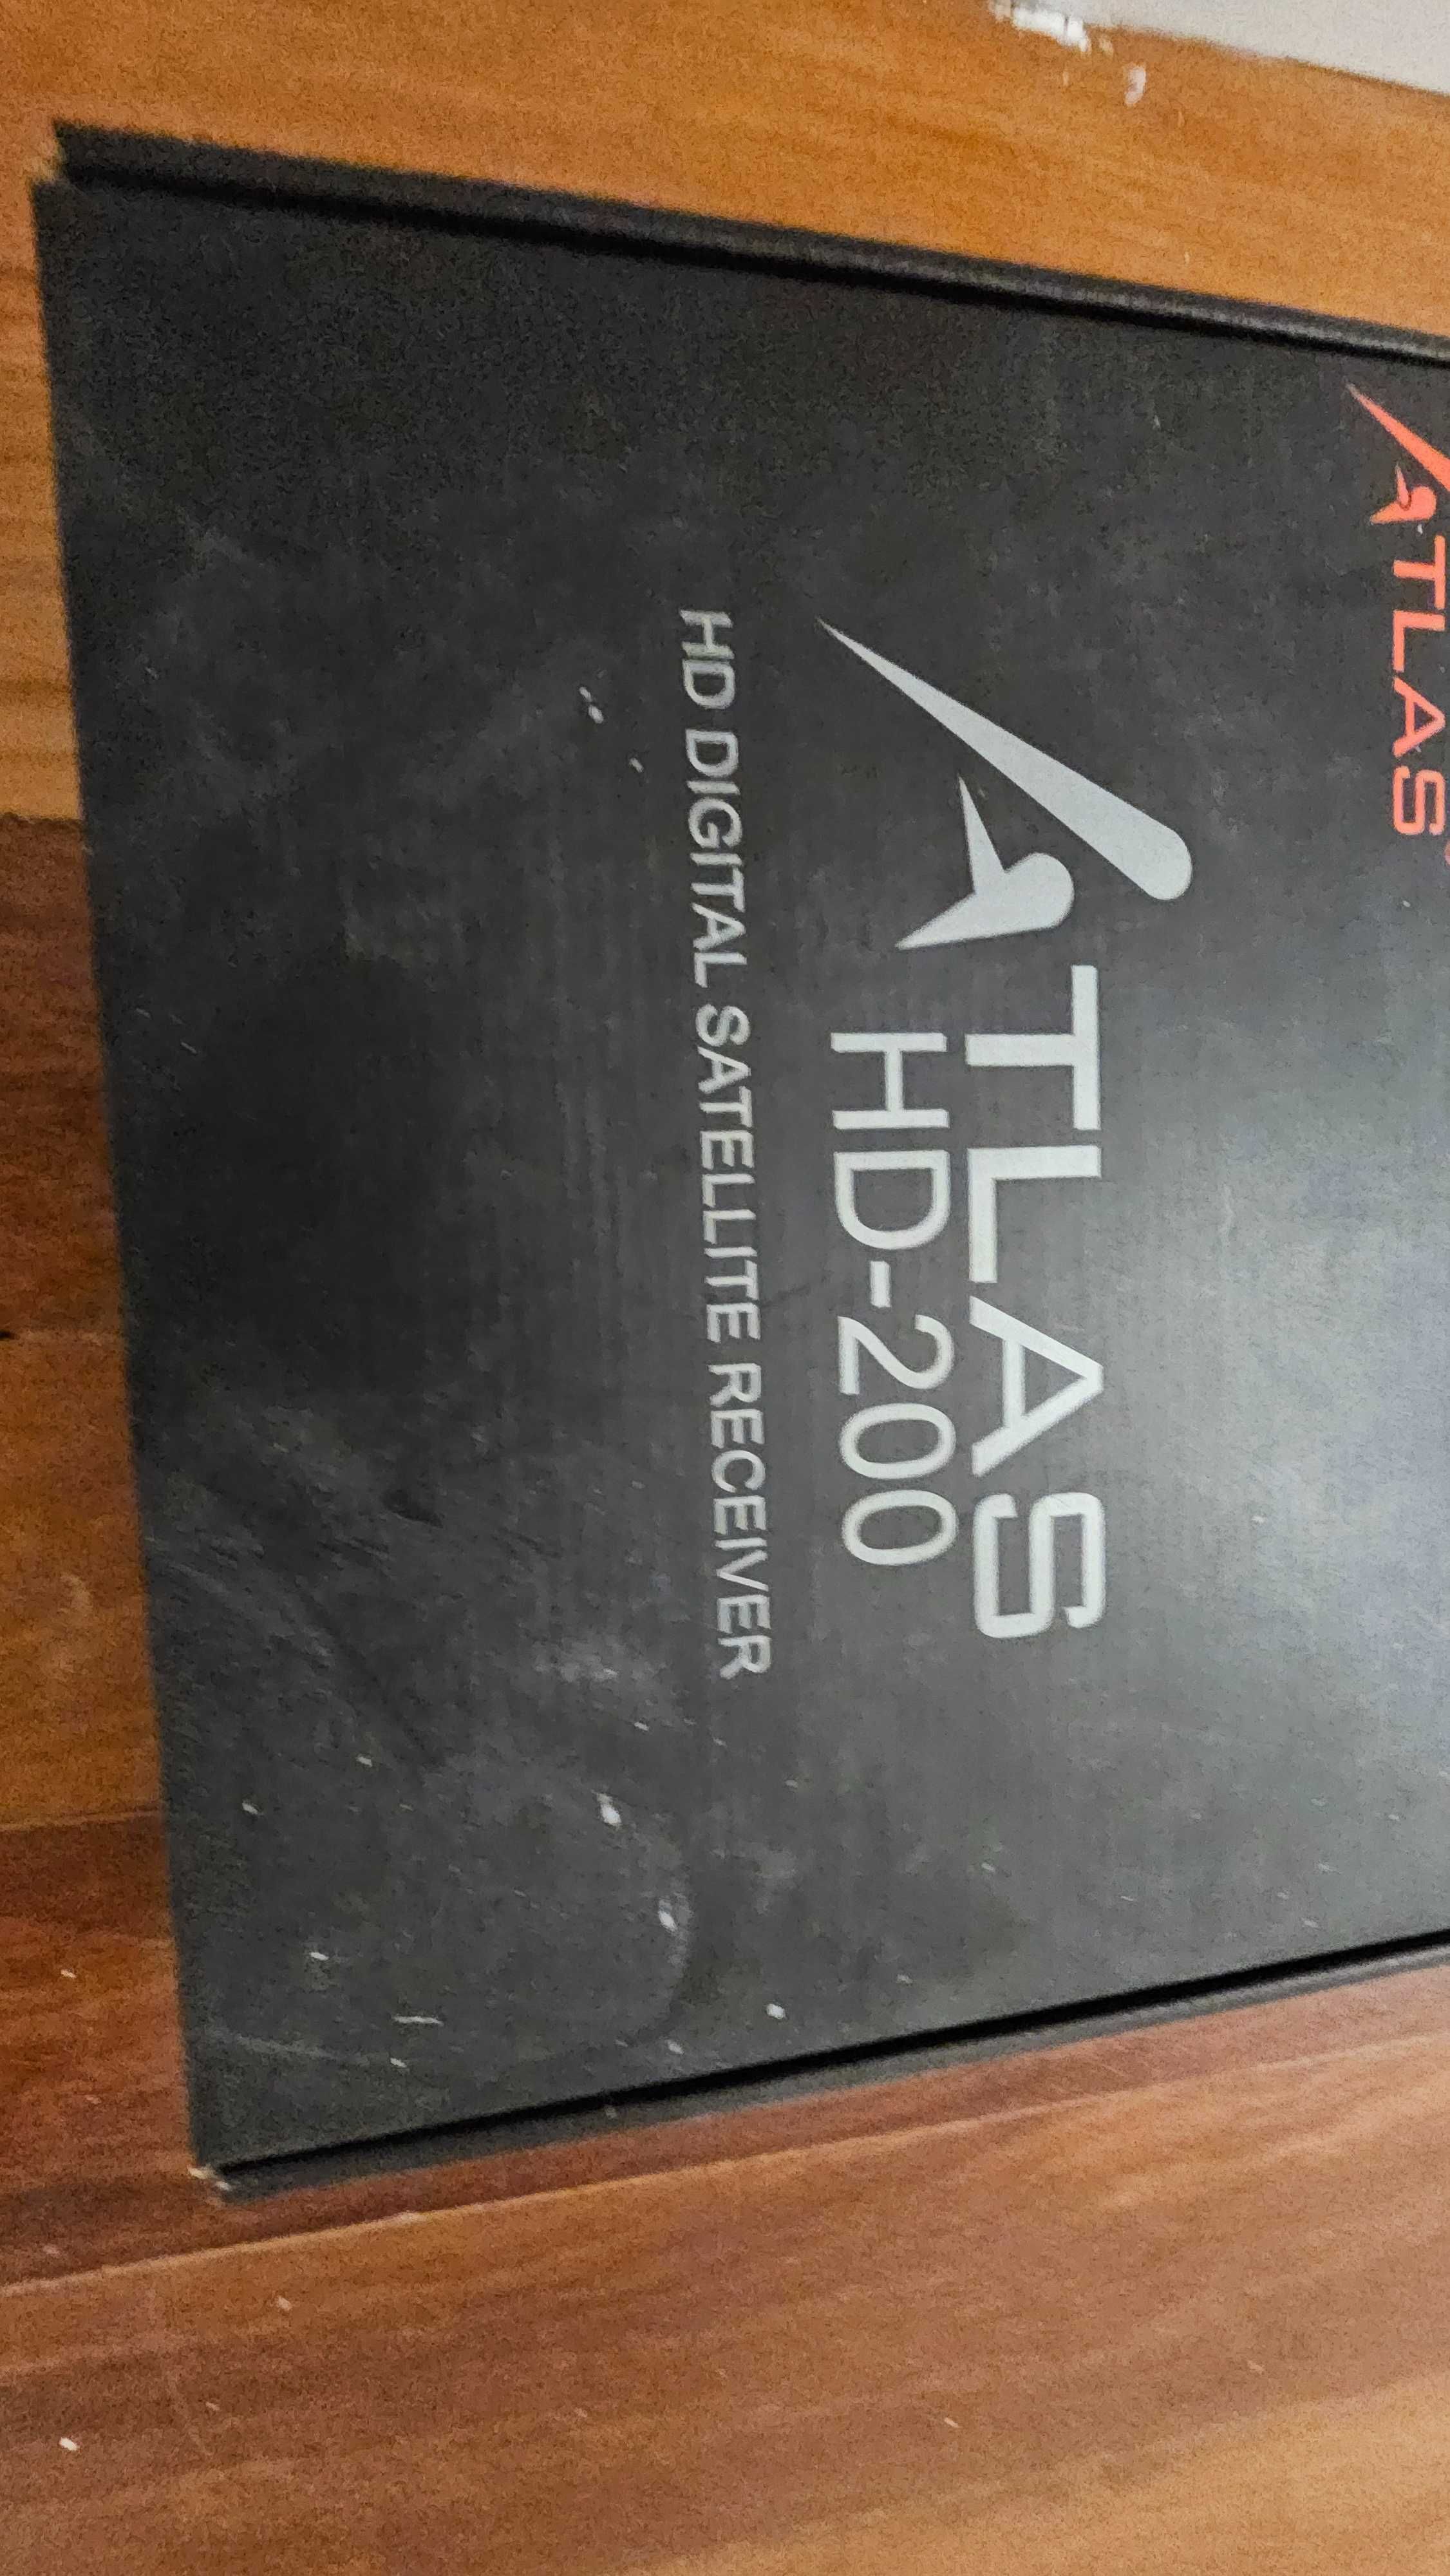 ATLAS
ATLAS
HD-200
HD DIGITAL SATELLITE RECEIVER